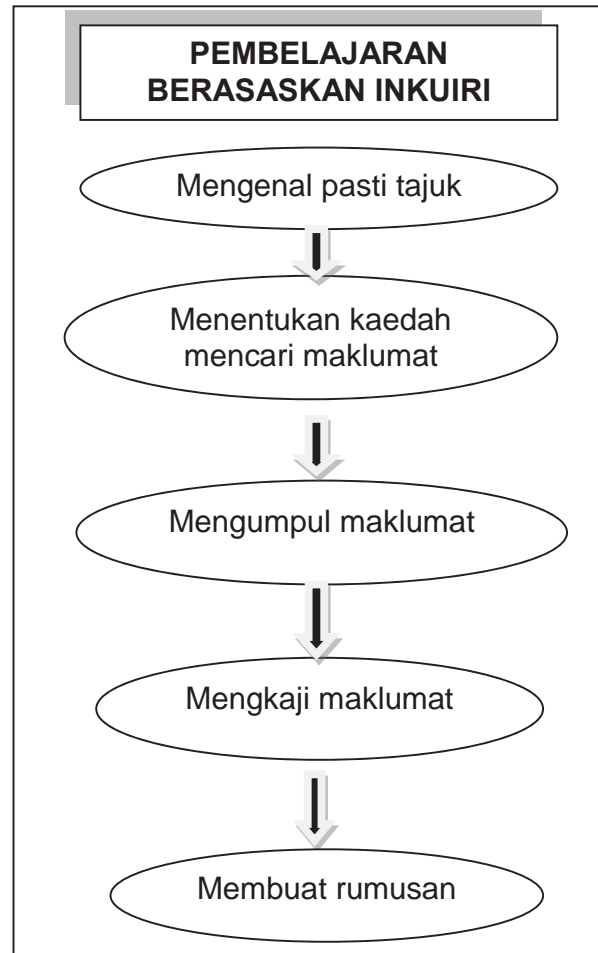 PEMBELAJARAN
BERASASKAN INKUIRI
Mengenal pasti tajuk
Menentukan kaedah
mencari maklumat
Mengumpul maklumat
Mengkaji maklumat
Membuat rumusan